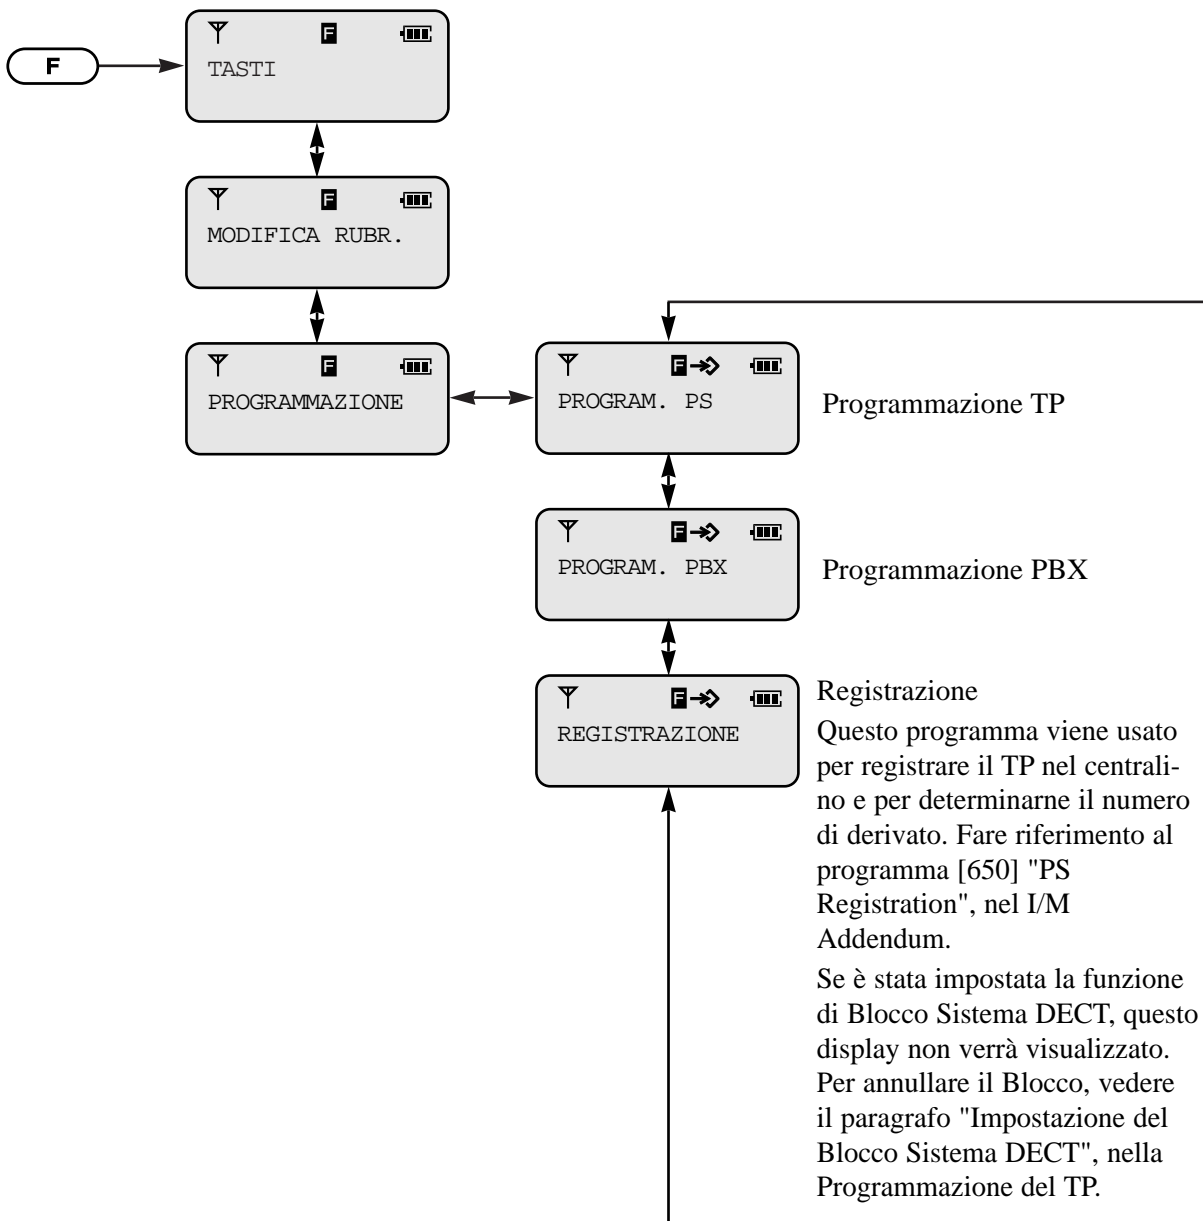 F
F
TASTI
F
MODIFICA RUBR.
F
PROGRAMMAZIONE
F
PROGRAM. PS
Programmazione TP
F
PROGRAM. PBX
Programmazione PBX
F
REGISTRAZIONE
Registrazione
Questo programma viene usato
per registrare il TP nel centrali-
no e per determinarne il numero
di derivato. Fare riferimento al
programma [650] "PS
Registration", nel I/M
Addendum.
Se è stata impostata la funzione
di Blocco Sistema DECT, questo
display non verrà visualizzato.
Per annullare il Blocco, vedere
il paragrafo "Impostazione del
Blocco Sistema DECT", nella
Programmazione del TP.